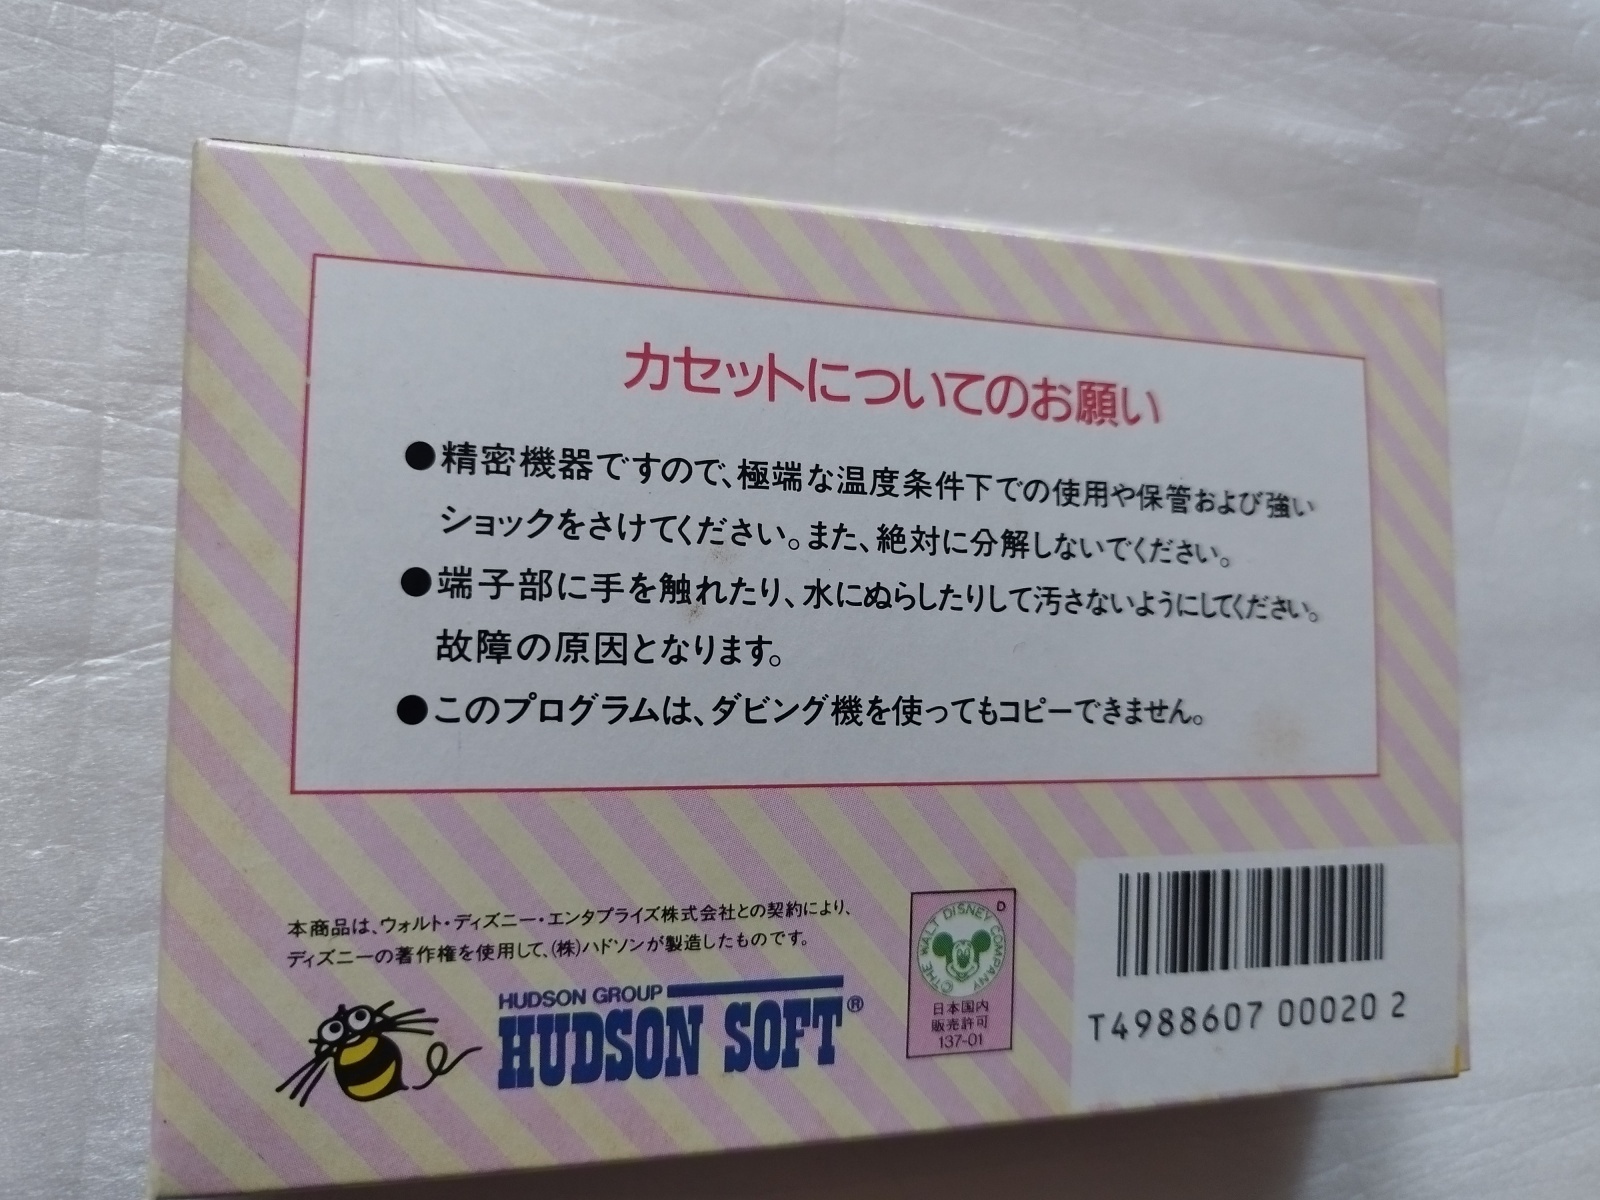 カセットについてのお願い
●精密機器ですので、極端な温度条件下での使用や保管および強い
ショックをさけてください。また、絶対に分解しないでください。
●端子部に手を触れたり、水にぬらしたりして汚さないようにしてください。
故障の原因となります。
●このプログラムは、ダビング機を使ってもコピーできません。
本商品は、ウォルト・ディズニー・エンタプライズ株式会社との契約により、
ディズニーの著作権を使用して、(株)ハドソンが製造したものです。
HUDSON GROUP
HUDSON SOFT®
D
©THE WALT DISNEY COMPANY
日本国内
販売許可
137-01
T4988607 00020 2